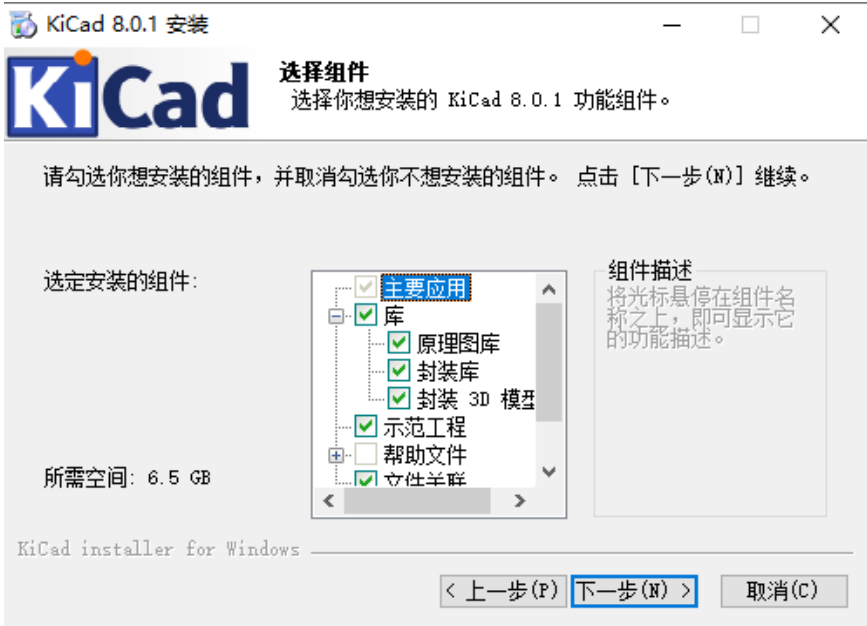 KiCad 8.0.1 安装
KiCad
选择组件
选择你想安装的 KiCad 8.0.1 功能组件。
请勾选你想安装的组件，并取消勾选你不想安装的组件。 点击 [下一步(N)] 继续。
选定安装的组件:
主要应用
库
原理图库
封装库
封装 3D 模型
示范工程
帮助文件
文件关联
组件描述
将光标悬停在组件名
称之上，即可显示它
的功能描述。
所需空间: 6.5 GB
KiCad installer for Windows
< 上一步(P)
下一步(N) >
取消(C)